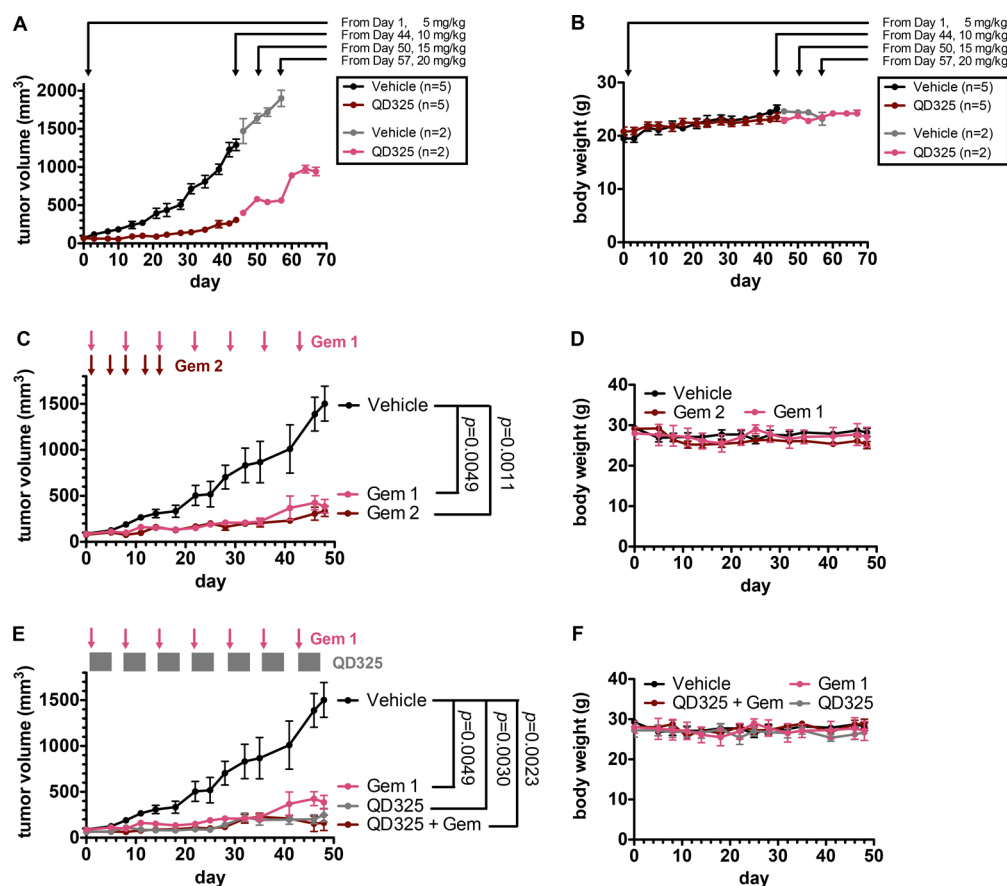 A
From Day 1, 5 mg/kg
From Day 44, 10 mg/kg
From Day 50, 15 mg/kg
From Day 57, 20 mg/kg
Vehicle (n=5)
QD325 (n=5)
Vehicle (n=2)
QD325 (n=2)
tumor volume (mm³)
2000
1500
1000
500
0
0 10 20 30 40 50 60 70
day
B
From Day 1, 5 mg/kg
From Day 44, 10 mg/kg
From Day 50, 15 mg/kg
From Day 57, 20 mg/kg
Vehicle (n=5)
QD325 (n=5)
Vehicle (n=2)
QD325 (n=2)
body weight (g)
30
20
10
0
0 10 20 30 40 50 60 70
day
C
Gem 1
Gem 2
tumor volume (mm³)
1500
1000
500
0
0 10 20 30 40 50
day
Vehicle
Gem 1
Gem 2
p=0.0049
p=0.0011
D
Vehicle
Gem 2 Gem 1
body weight (g)
40
30
20
10
0
0 10 20 30 40 50
day
E
Gem 1
QD325
tumor volume (mm³)
1500
1000
500
0
0 10 20 30 40 50
day
Vehicle
Gem 1
QD325
QD325 + Gem
p=0.0049
p=0.0030
p=0.0023
F
Vehicle Gem 1
QD325 + Gem QD325
body weight (g)
40
30
20
10
0
0 10 20 30 40 50
day